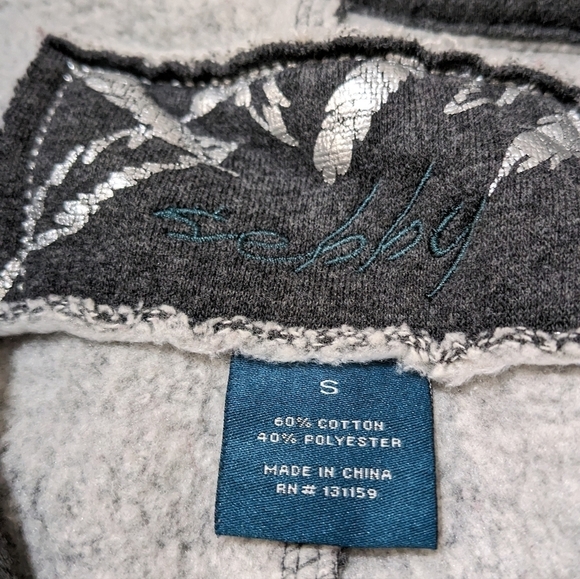 Sebby
S
60% COTTON
40% POLYESTER
MADE IN CHINA
RN# 131159